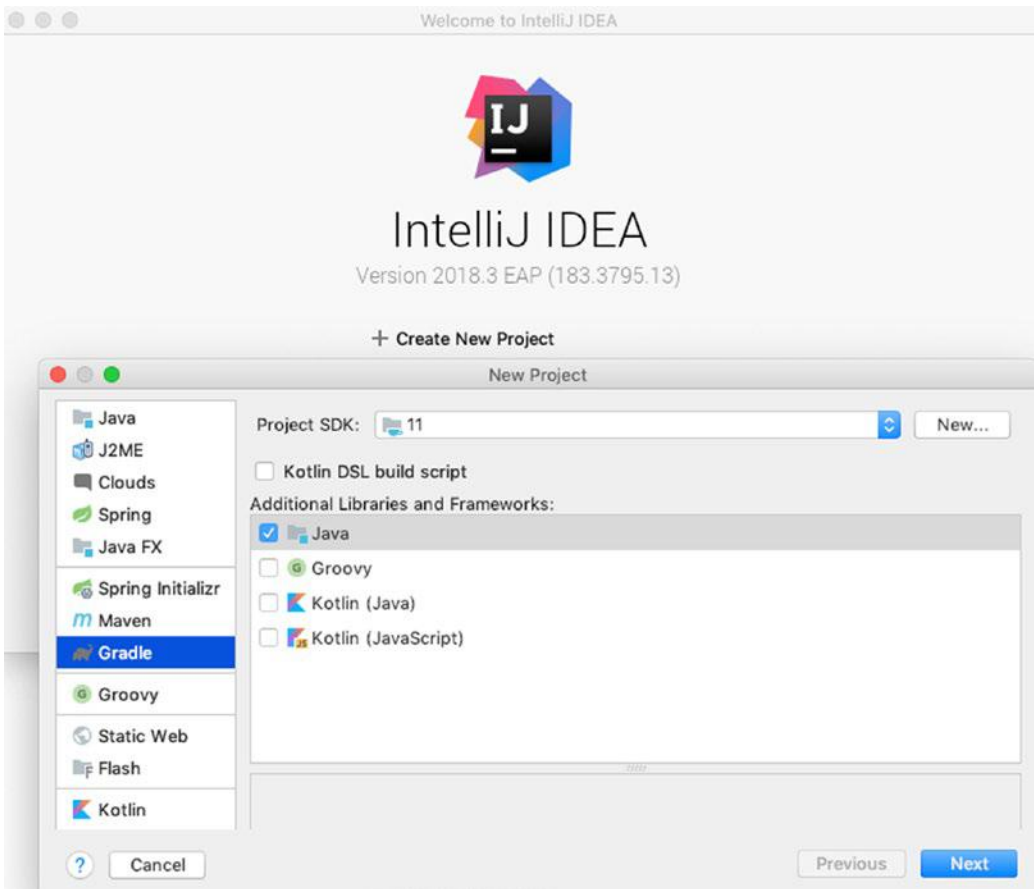 Welcome to IntelliJ IDEA
IJ
IntelliJ IDEA
Version 2018.3 EAP (183.3795.13)
+ Create New Project
New Project
Java
J2ME
Clouds
Spring
Java FX
Spring Initializr
Maven
Gradle
Groovy
Static Web
Flash
Kotlin
Project SDK: 11 New...
Kotlin DSL build script
Additional Libraries and Frameworks:
Java
Groovy
Kotlin (Java)
Kotlin (JavaScript)
? Cancel Previous Next